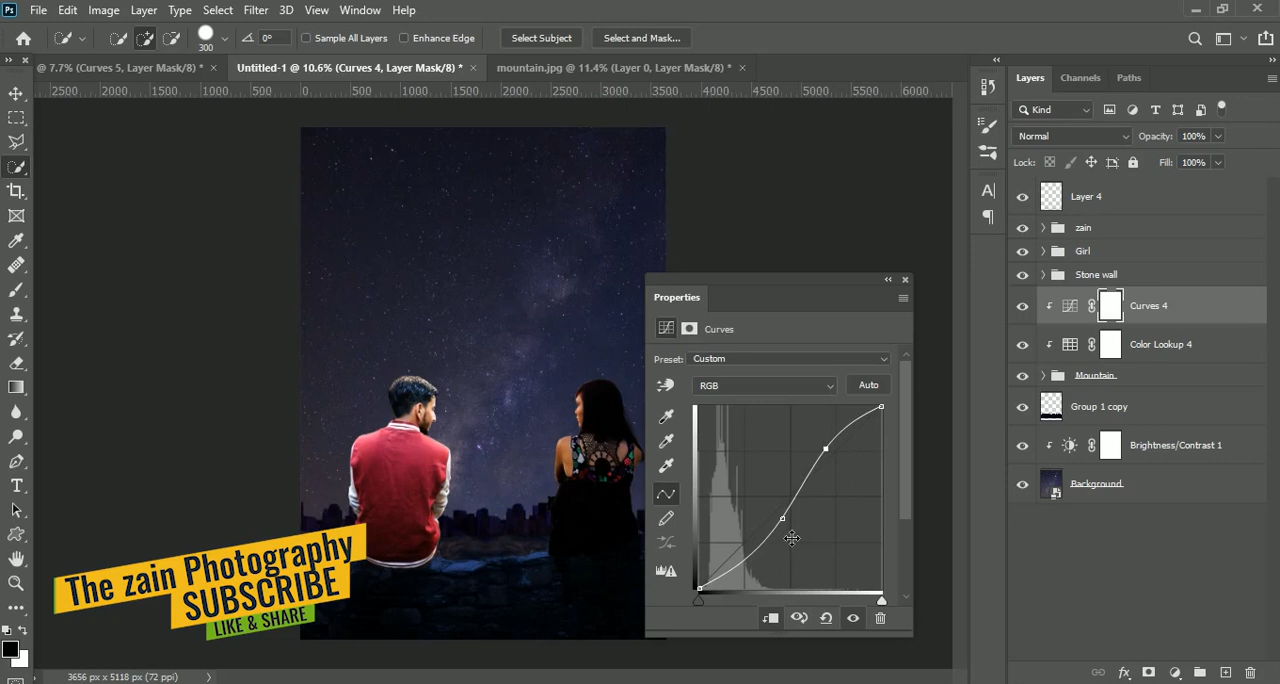 Ps File Edit Image Layer Type Select Filter 3D View Window Help
300 0° Sample All Layers Enhance Edge Select Subject Select and Mask...
@ 7.7% (Curves 5, Layer Mask/8) * × Untitled-1 @ 10.6% (Curves 4, Layer Mask/8) * × mountain.jpg @ 11.4% (Layer 0, Layer Mask/8) * ×
2500 2000 1500 1000 500 0 500 1000 1500 2000 2500 3000 3500 4000 4500 5000 5500 6000
Layers Channels Paths
Kind
Normal Opacity: 100%
Lock: Fill: 100%
Layer 4
zain
Girl
Stone wall
Curves 4
Color Lookup 4
Mountain
Group 1 copy
Brightness/Contrast 1
Background
Properties
Curves
Preset: Custom
RGB Auto
The zain Photography
SUBSCRIBE
LIKE & SHARE
3656 px x 5118 px (72 ppi)